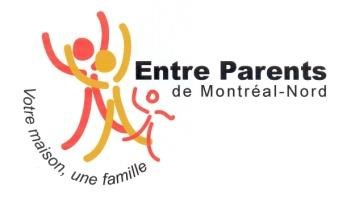 Entre Parents
de Montréal-Nord
Votre maison, une famille